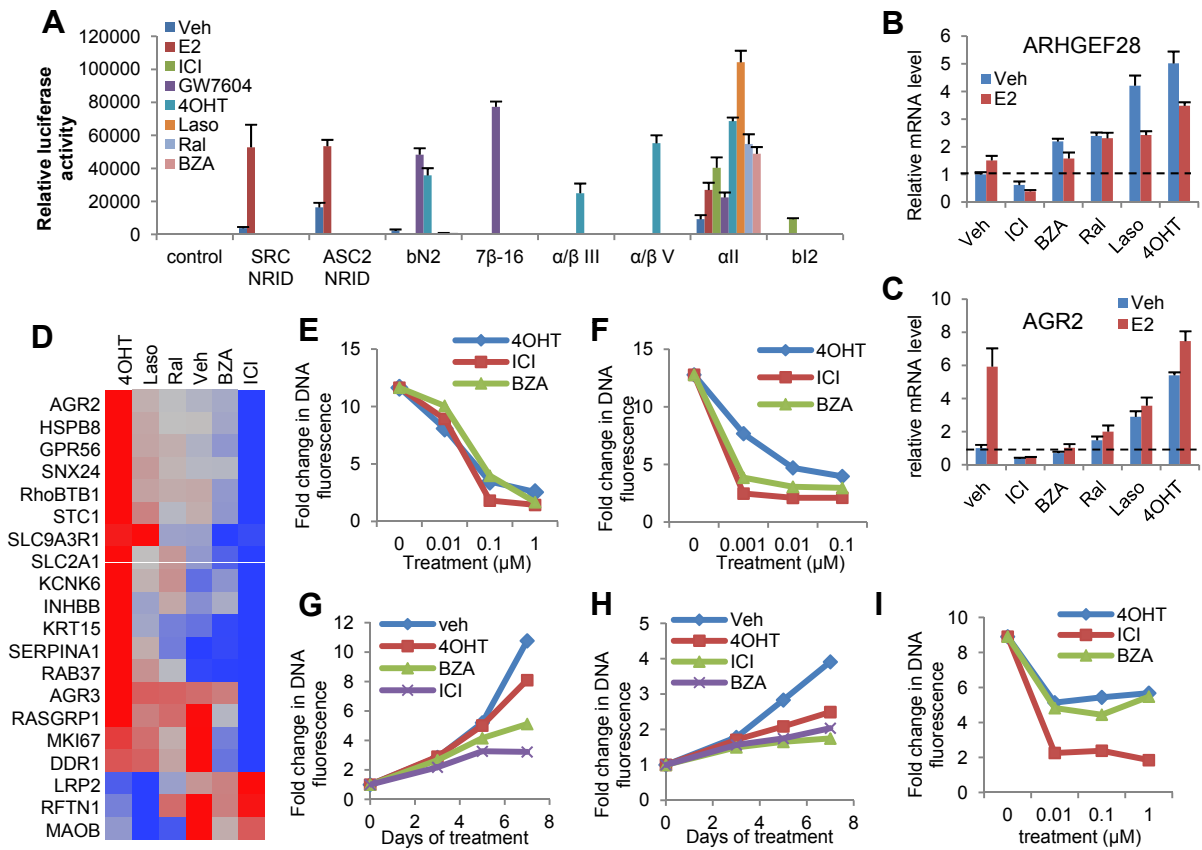 A
Relative luciferase
activity
120000
100000
80000
60000
40000
20000
0
Veh
E2
ICI
GW7604
4OHT
Laso
Ral
BZA
control
SRC
NRID
ASC2
NRID
bN2
7β-16
α/β III
α/β V
αII
bI2
B
ARHGEF28
Relative mRNA level
6
5
4
3
2
1
0
Veh
E2
Veh
ICI
BZA
Ral
Laso
4OHT
C
AGR2
relative mRNA level
10
8
6
4
2
0
Veh
E2
veh
ICI
BZA
Ral
Laso
4OHT
D
4OHT
Laso
Ral
Veh
BZA
ICI
AGR2
HSPB8
GPR56
SNX24
RhoBTB1
STC1
SLC9A3R1
SLC2A1
KCNK6
INHBB
KRT15
SERPINA1
RAB37
AGR3
RASGRP1
MKI67
DDR1
LRP2
RFTN1
MAOB
E
Fold change in DNA
fluorescence
15
10
5
0
4OHT
ICI
BZA
0 0.01 0.1 1
Treatment (µM)
F
Fold change in DNA
fluorescence
15
10
5
0
4OHT
ICI
BZA
0 0.001 0.01 0.1
Treatment (µM)
G
Fold change in DNA
fluorescence
12
10
8
6
4
2
0
veh
4OHT
BZA
ICI
0 2 4 6 8
Days of treatment
H
Fold change in DNA
fluorescence
5
4
3
2
1
0
Veh
4OHT
ICI
BZA
0 2 4 6 8
Days of treatment
I
Fold change in DNA
fluorescence
10
8
6
4
2
0
4OHT
ICI
BZA
0 0.01 0.1 1
treatment (µM)